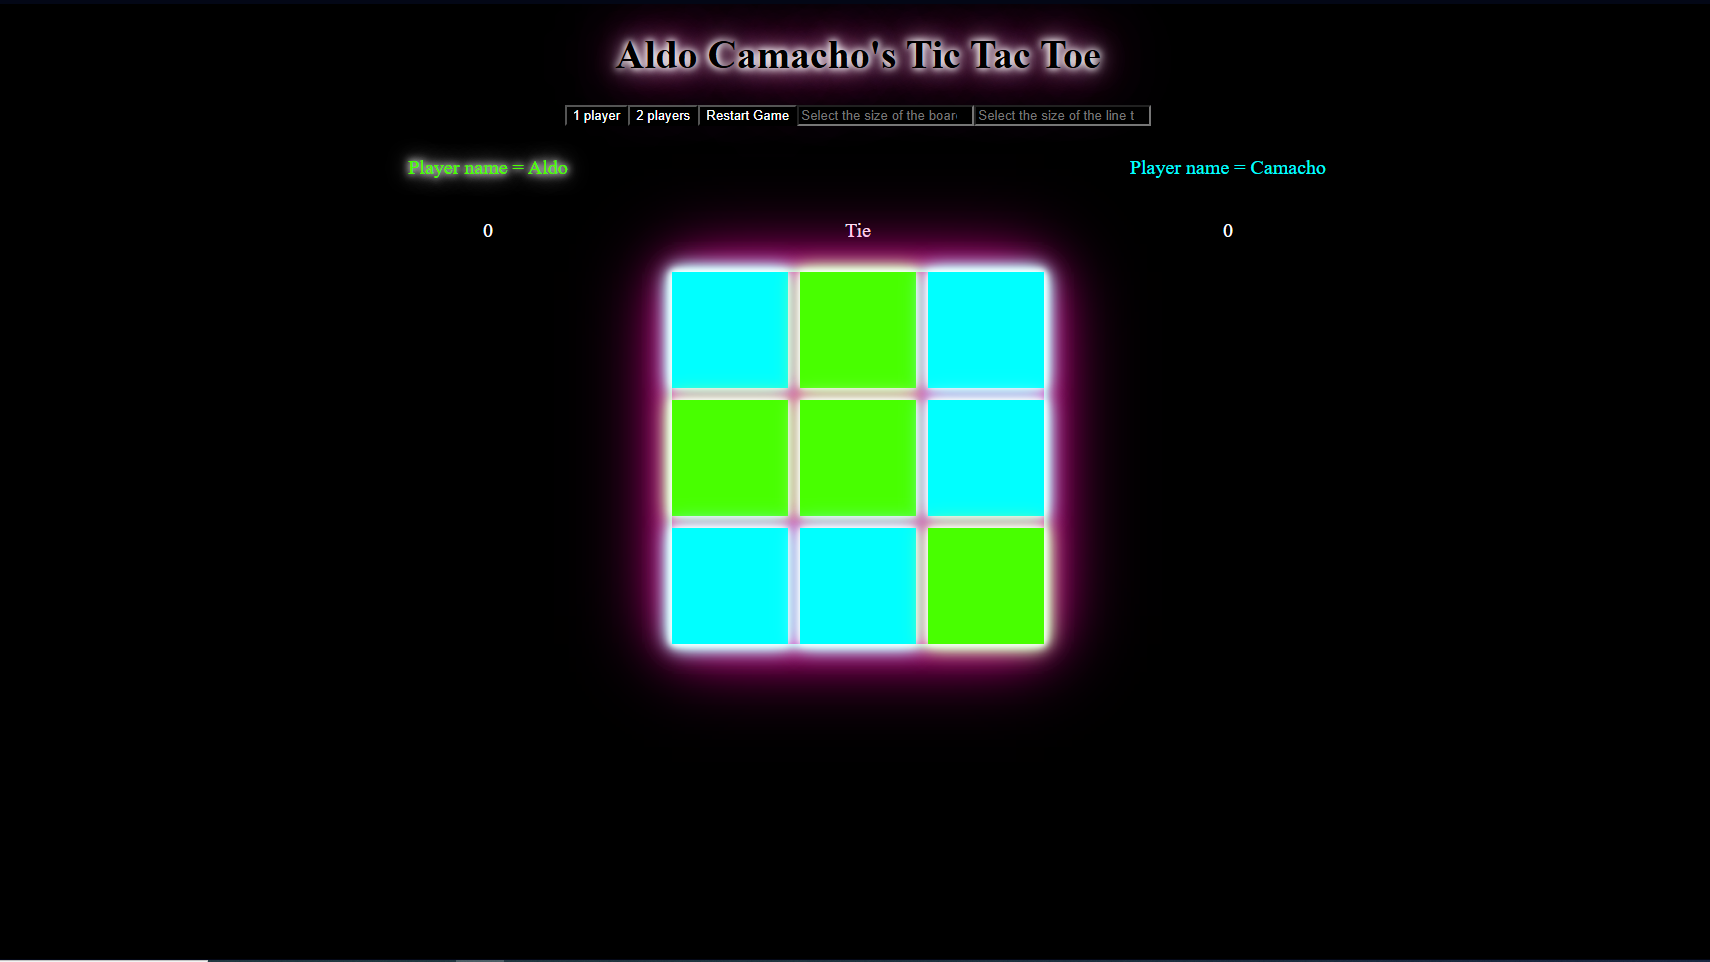 Aldo Camacho's Tic Tac Toe
1 player 2 players Restart Game Select the size of the boar Select the size of the line t
Player name = Aldo Player name = Camacho
0 Tie 0